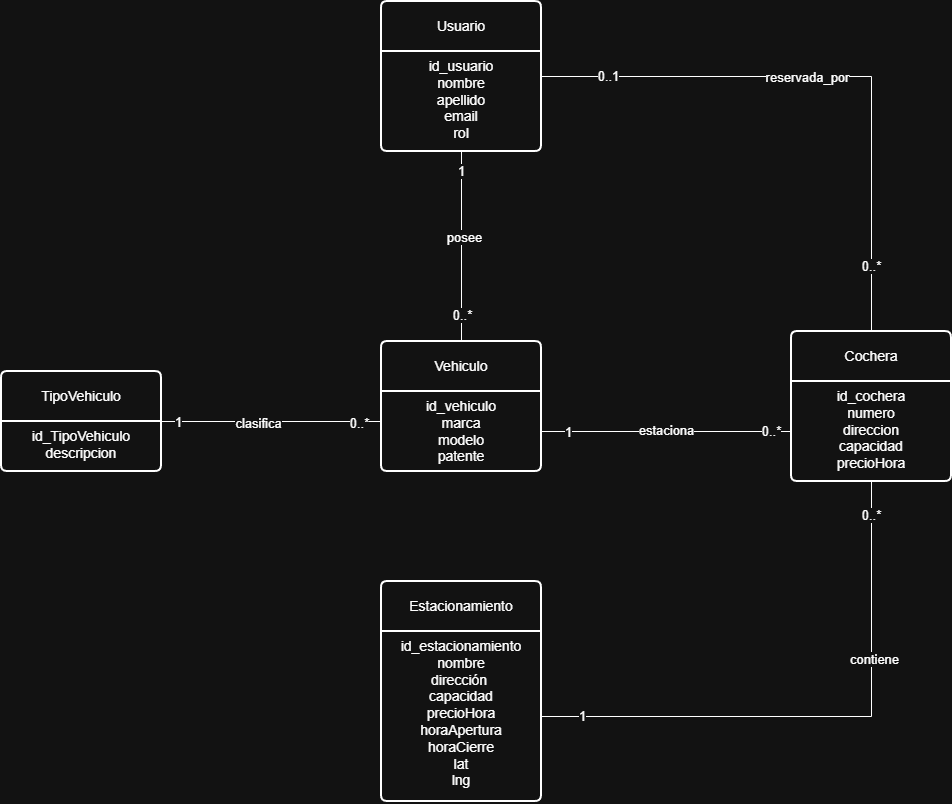 Usuario
id_usuario
nombre
apellido
email
rol
0..1
reservada_por
1
posee
0..*
0..*
Vehiculo
id_vehiculo
marca
modelo
patente
Cochera
id_cochera
numero
direccion
capacidad
precioHora
TipoVehiculo
id_TipoVehiculo
descripcion
1
clasifica
0..*
1
estaciona
0..*
0..*
Estacionamiento
id_estacionamiento
nombre
dirección
capacidad
precioHora
horaApertura
horaCierre
lat
lng
contiene
1